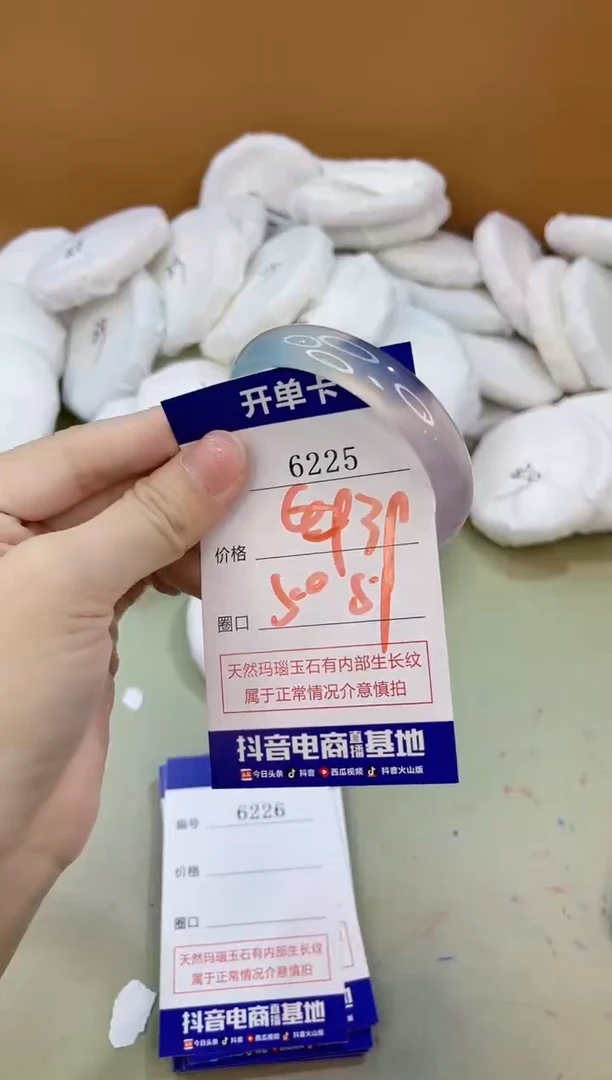 开单卡
6225
价格
圈口
天然玛瑙玉石有内部生长纹
属于正常情况介意慎拍
抖音电商直播基地
今日头条 抖音 西瓜视频 抖音火山版
编号 6226
价格
圈口
天然玛瑙玉石有内部生长纹
属于正常情况介意慎拍
抖音电商直播基地
今日头条 抖音 西瓜视频 抖音火山版